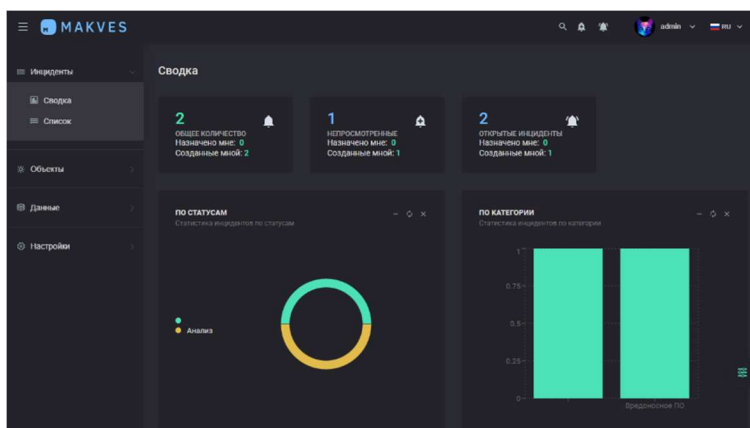 MAKVES
admin
RU
Инциденты
Сводка
Список
Объекты
Данные
Настройки
Сводка
2
ОБЩЕЕ КОЛИЧЕСТВО
Назначено мне: 0
Созданные мной: 2
1
НЕПРОСМОТРЕННЫЕ
Назначено мне: 0
Созданные мной: 1
2
ОТКРЫТЫЕ ИНЦИДЕНТЫ
Назначено мне: 0
Созданные мной: 1
ПО СТАТУСАМ
Статистика инцидентов по статусам
Анализ
ПО КАТЕГОРИИ
Статистика инцидентов по категории
1
0.75
0.5
0.25
0
Вредоносное ПО